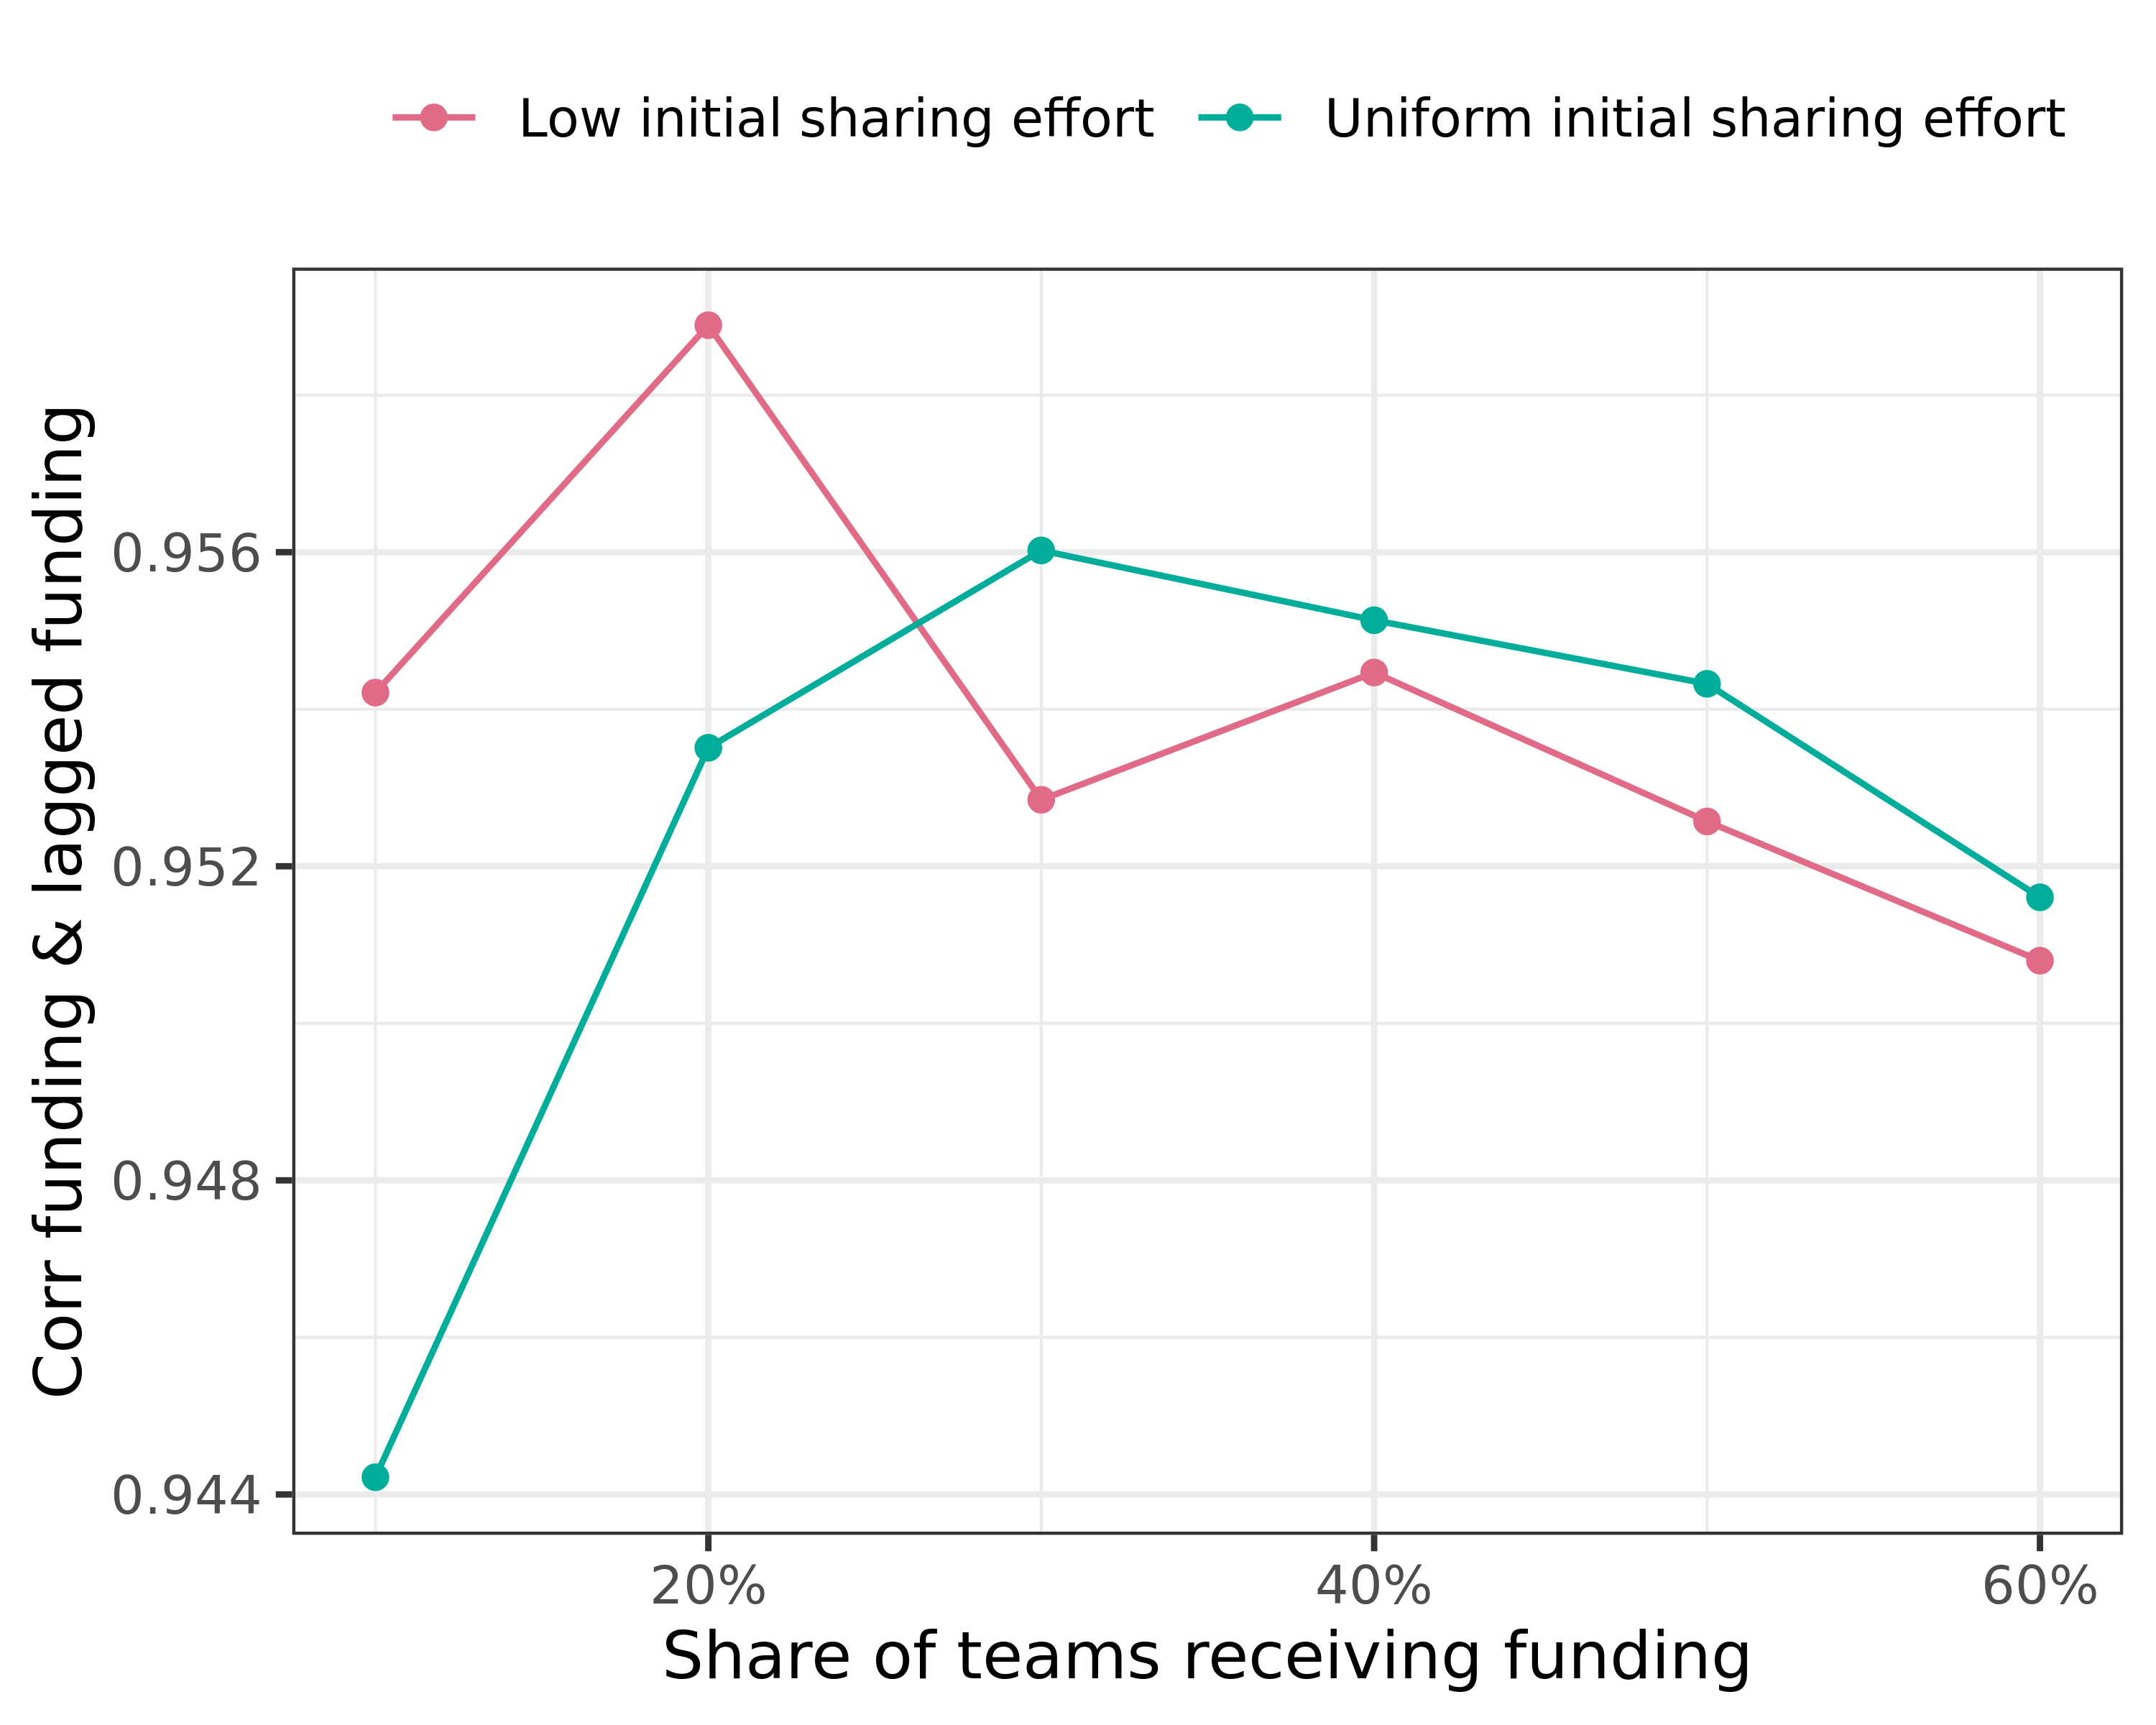 Low initial sharing effort Uniform initial sharing effort
Corr funding & lagged funding
0.956
0.952
0.948
0.944
20% 40% 60%
Share of teams receiving funding